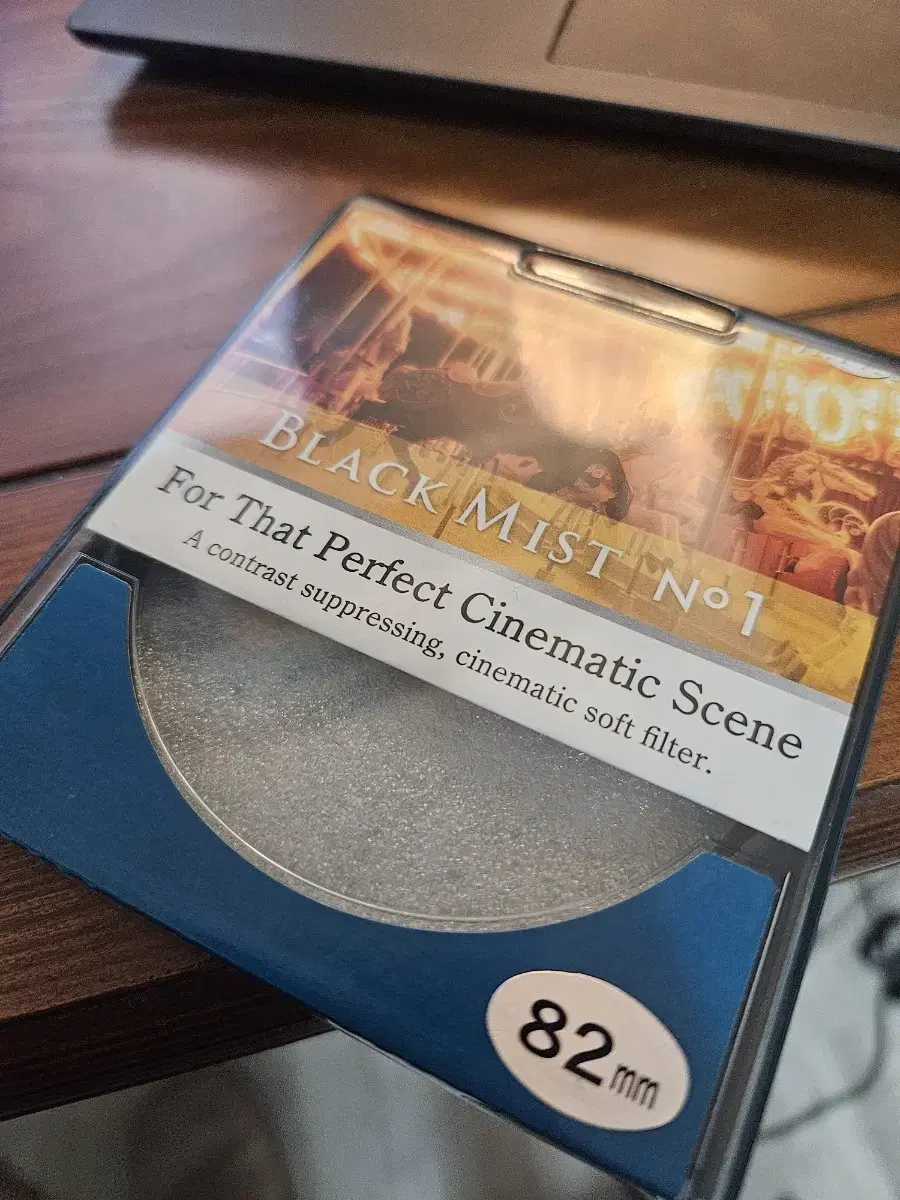 BLACK MIST No1
For That Perfect Cinematic Scene
A contrast suppressing, cinematic soft filter.
82mm